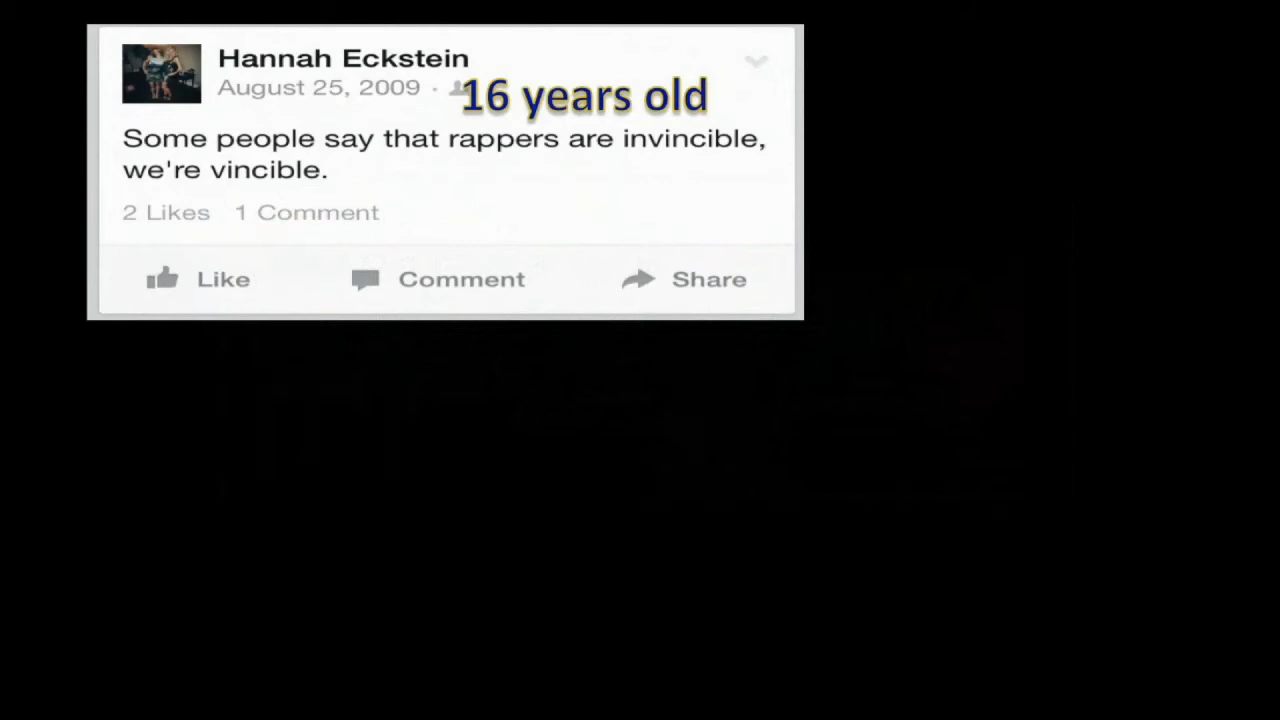 Hannah Eckstein
August 25, 2009 ·
16 years old
Some people say that rappers are invincible,
we're vincible.
2 Likes 1 Comment
Like Comment Share